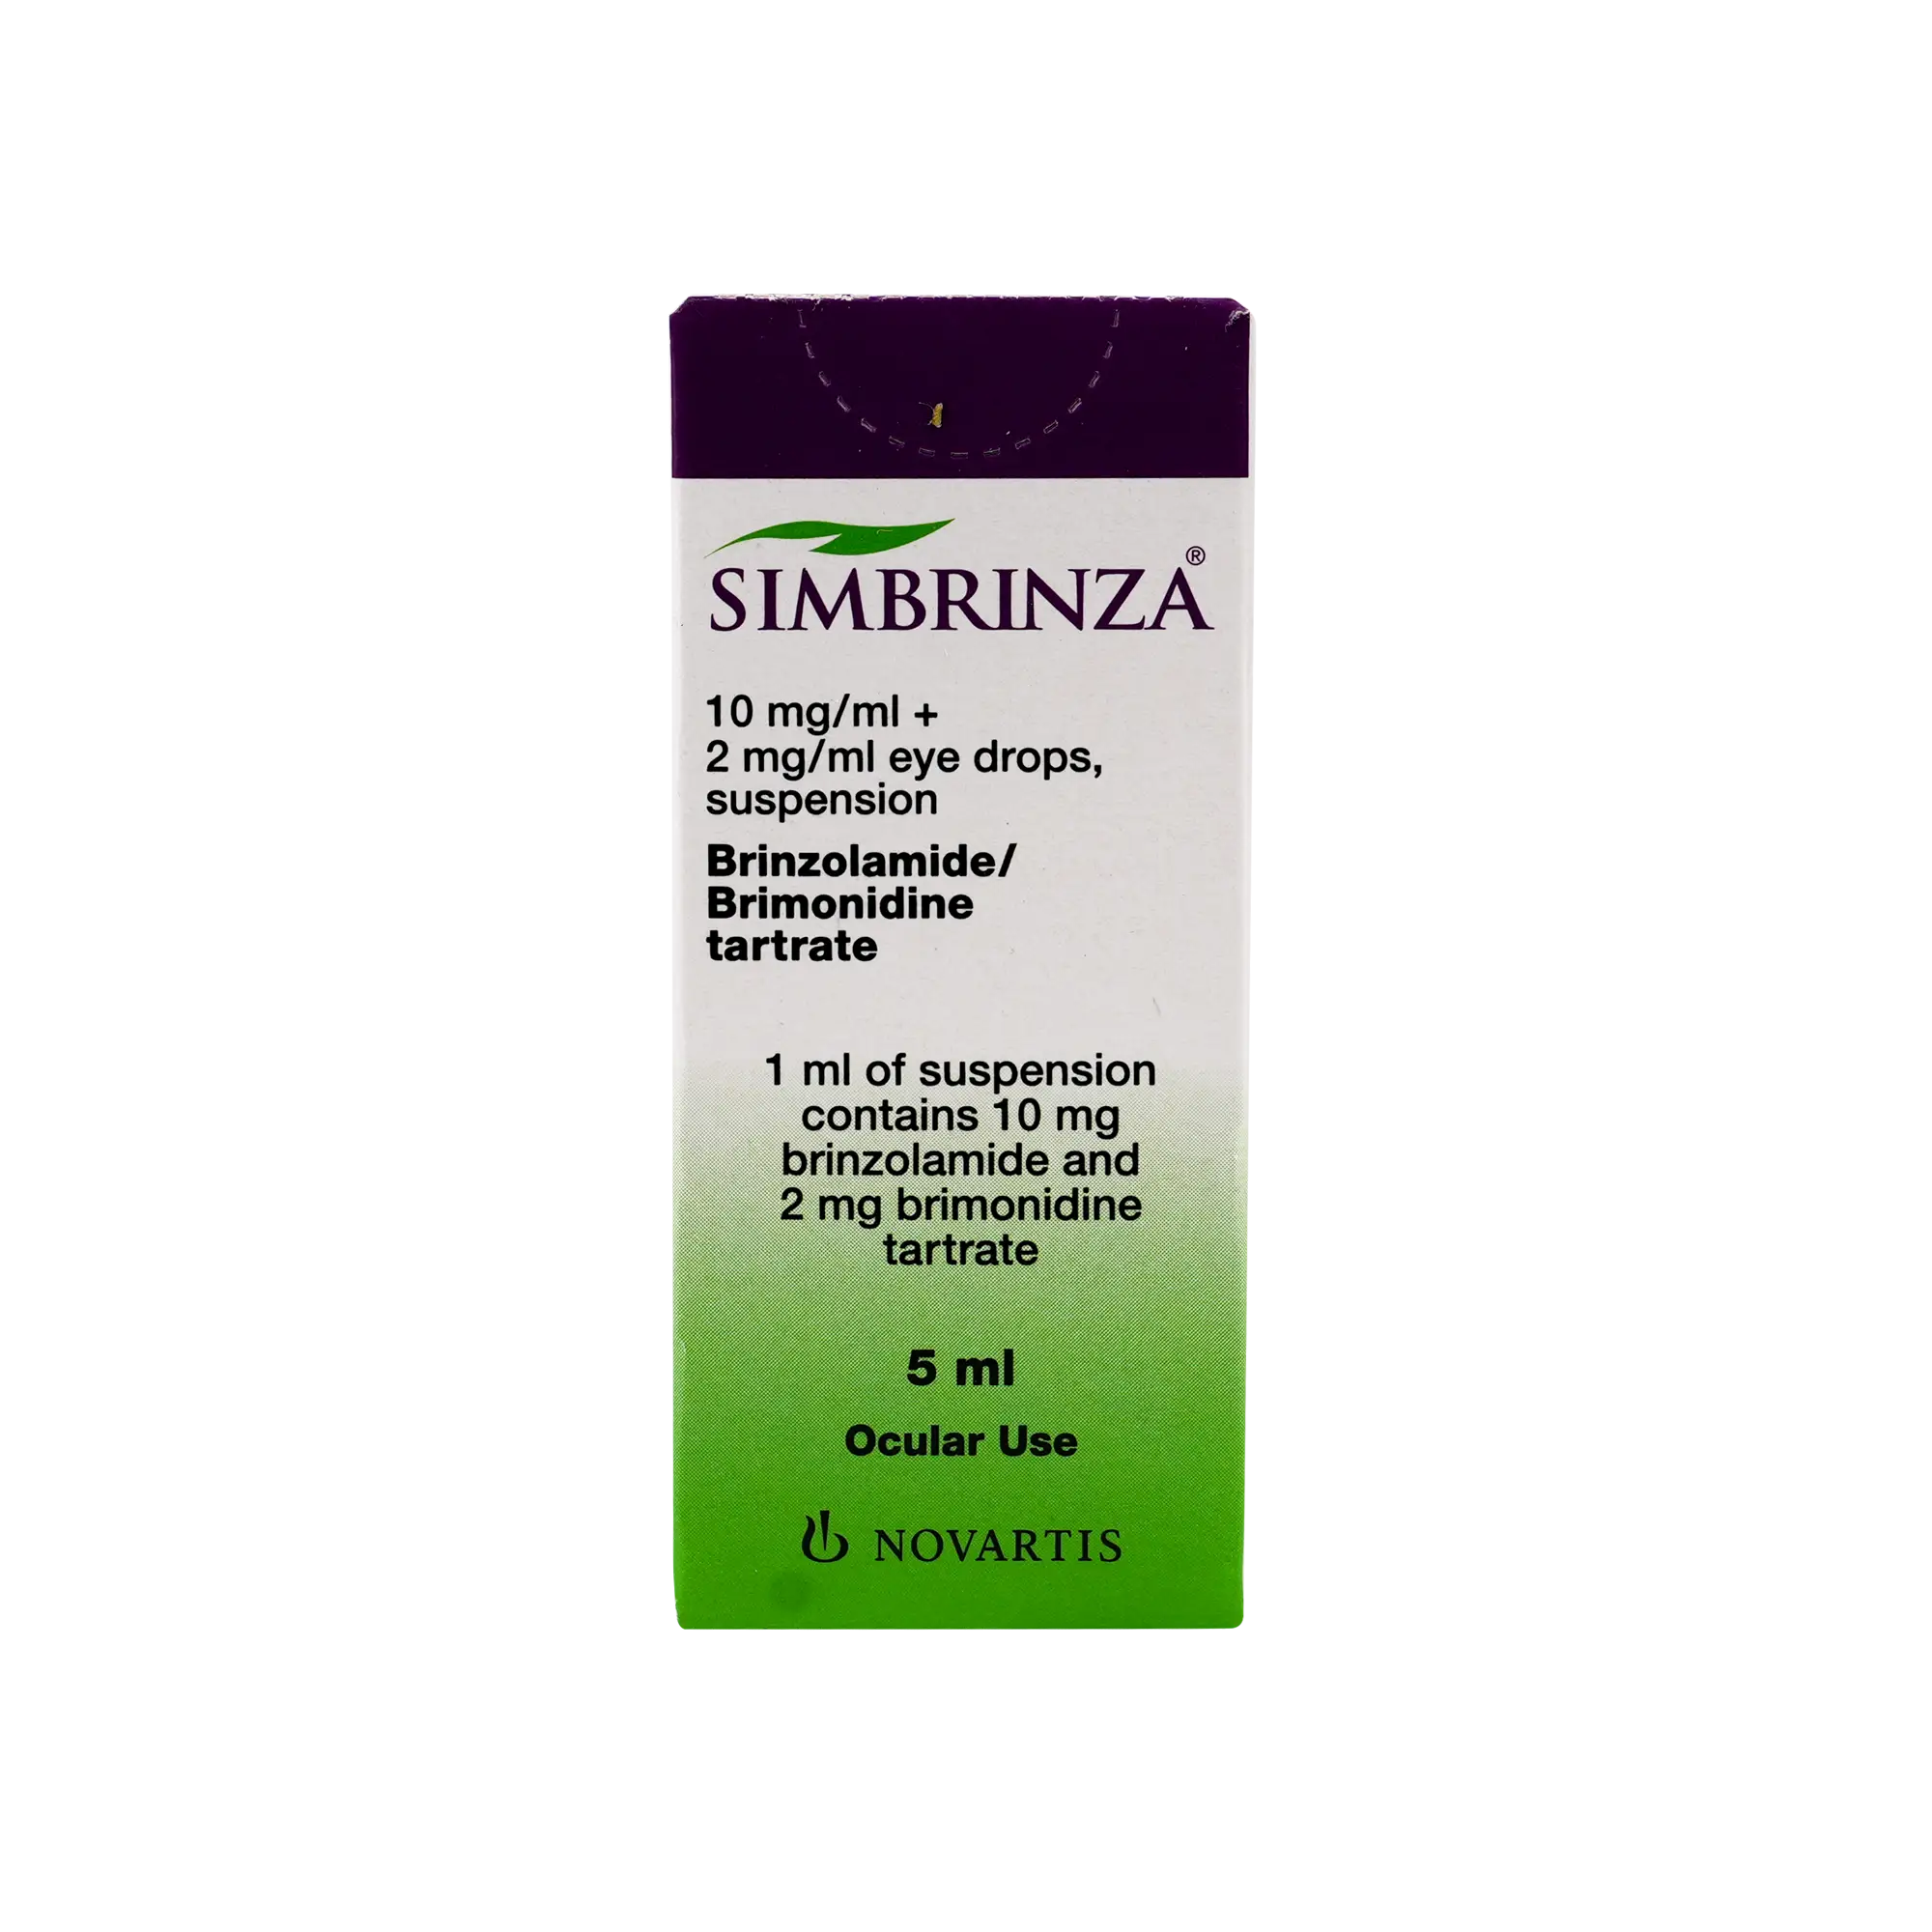 SIMBRINZA®
10 mg/ml +
2 mg/ml eye drops,
suspension
Brinzolamide/
Brimonidine
tartrate
1 ml of suspension
contains 10 mg
brinzolamide and
2 mg brimonidine
tartrate
5 ml
Ocular Use
NOVARTIS